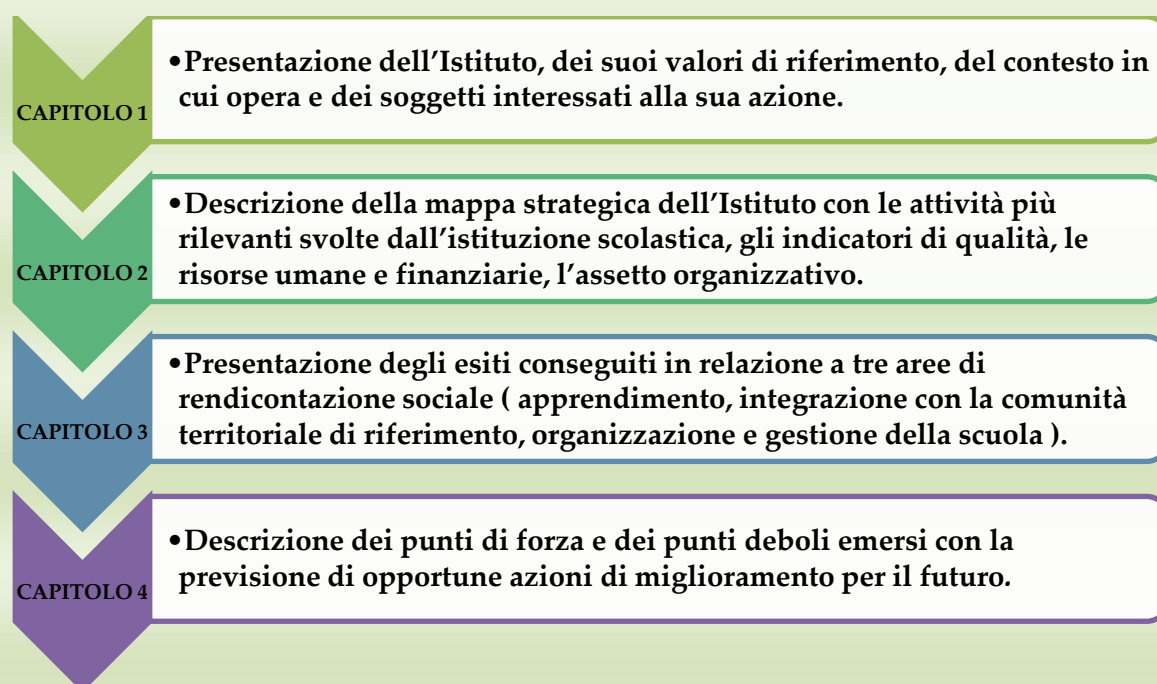 CAPITOLO 1
•Presentazione dell’Istituto, dei suoi valori di riferimento, del contesto in
cui opera e dei soggetti interessati alla sua azione.
CAPITOLO 2
•Descrizione della mappa strategica dell’Istituto con le attività più
rilevanti svolte dall’istituzione scolastica, gli indicatori di qualità, le
risorse umane e finanziarie, l’assetto organizzativo.
CAPITOLO 3
•Presentazione degli esiti conseguiti in relazione a tre aree di
rendicontazione sociale ( apprendimento, integrazione con la comunità
territoriale di riferimento, organizzazione e gestione della scuola ).
CAPITOLO 4
•Descrizione dei punti di forza e dei punti deboli emersi con la
previsione di opportune azioni di miglioramento per il futuro.